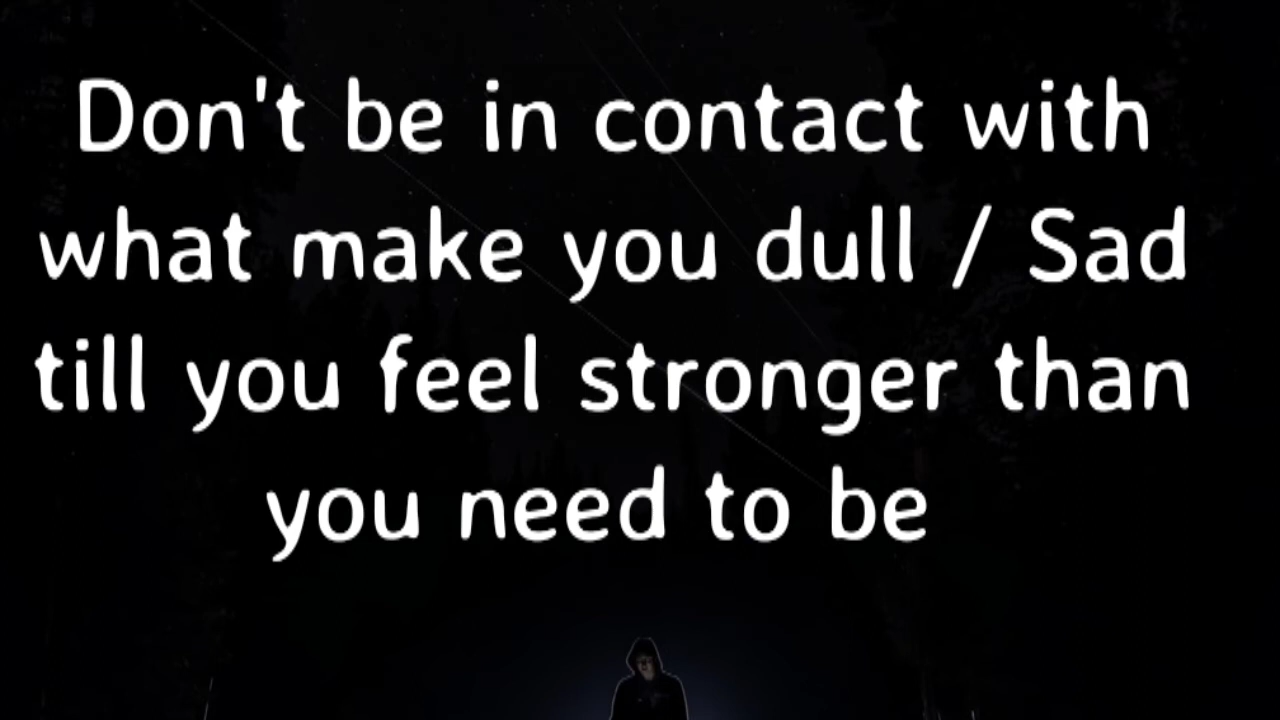 Don't be in contact with
what make you dull / Sad
till you feel stronger than
you need to be